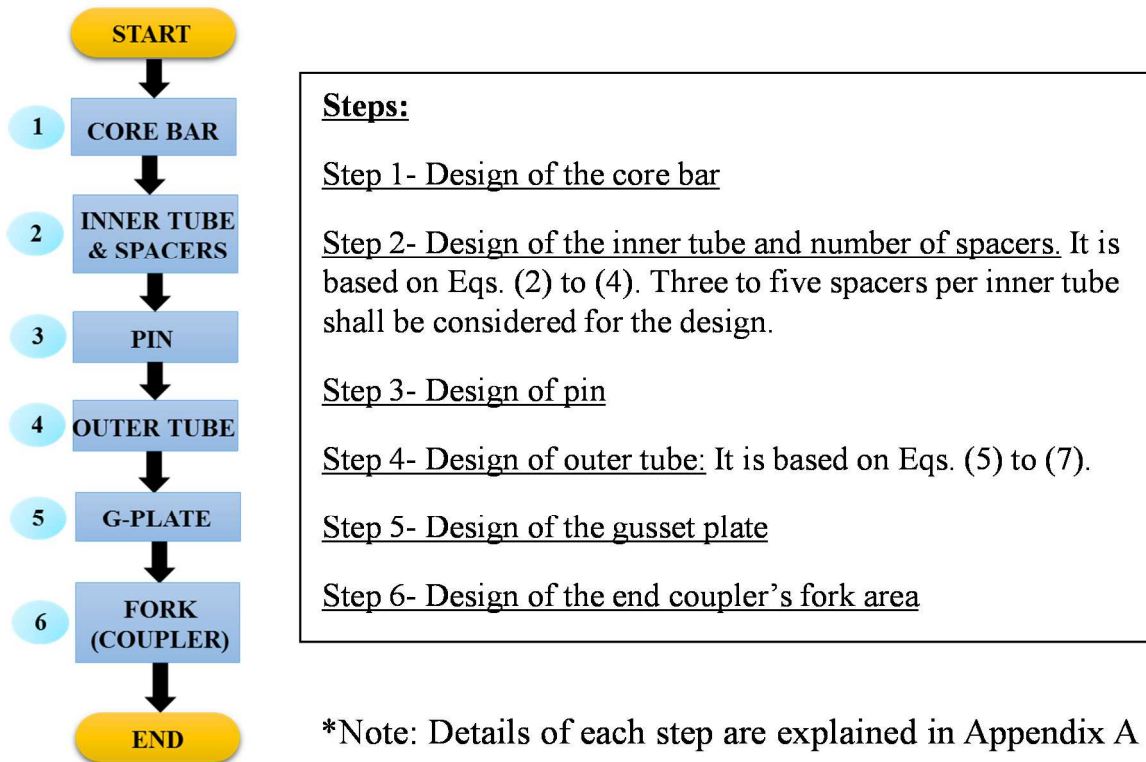 START
1
CORE BAR
2
INNER TUBE
& SPACERS
3
PIN
4
OUTER TUBE
5
G-PLATE
6
FORK
(COUPLER)
END
Steps:
Step 1- Design of the core bar
Step 2- Design of the inner tube and number of spacers. It is
based on Eqs. (2) to (4). Three to five spacers per inner tube
shall be considered for the design.
Step 3- Design of pin
Step 4- Design of outer tube: It is based on Eqs. (5) to (7).
Step 5- Design of the gusset plate
Step 6- Design of the end coupler’s fork area
*Note: Details of each step are explained in Appendix A